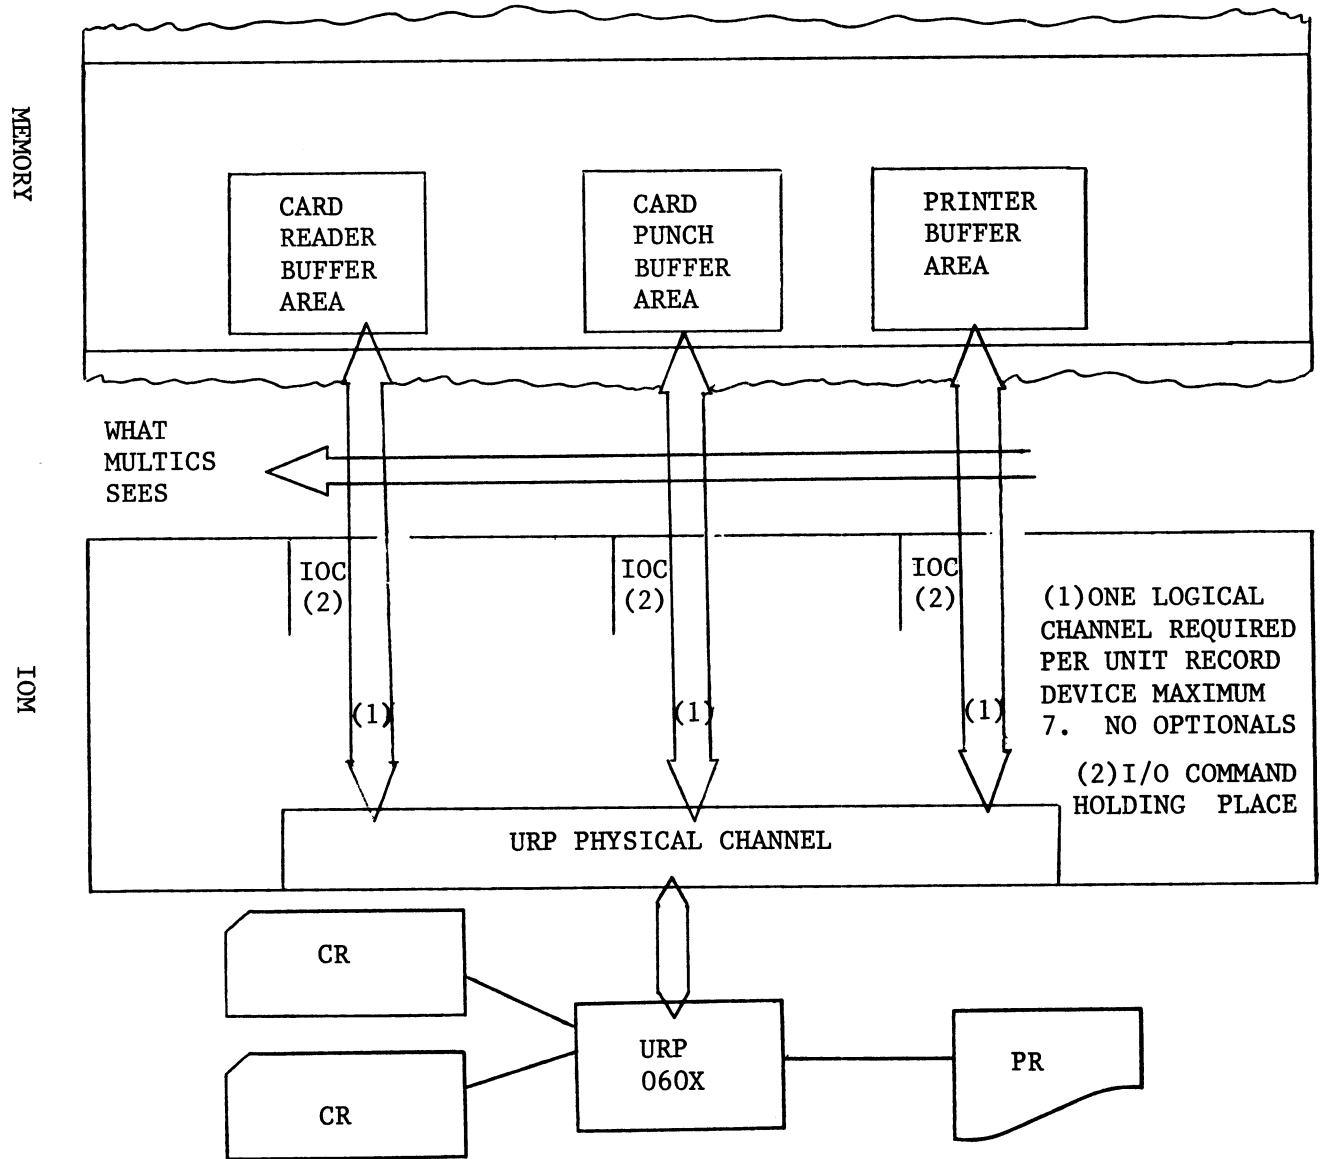 MEMORY
CARD
READER
BUFFER
AREA
CARD
PUNCH
BUFFER
AREA
PRINTER
BUFFER
AREA
WHAT
MULTICS
SEES
IOM
IOC
(2)
IOC
(2)
IOC
(2)
(1)
(1)
(1)
(1)ONE LOGICAL
CHANNEL REQUIRED
PER UNIT RECORD
DEVICE MAXIMUM
7. NO OPTIONALS
(2)I/O COMMAND
HOLDING PLACE
URP PHYSICAL CHANNEL
CR
CR
URP
060X
PR